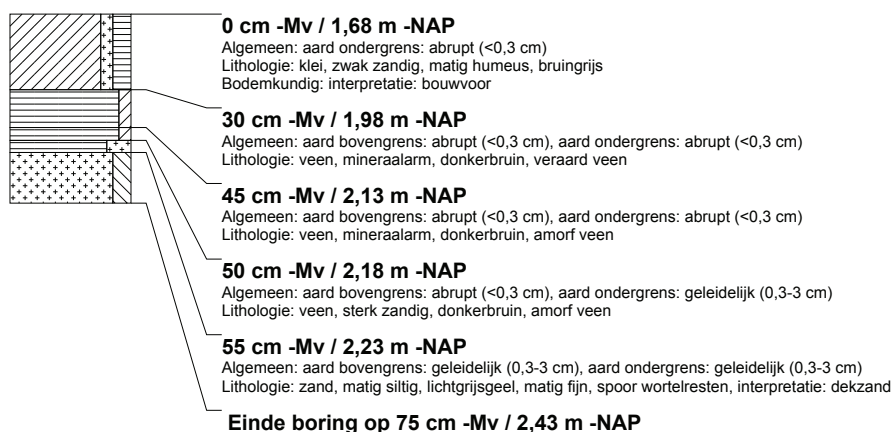 0 cm -Mv / 1,68 m -NAP
Algemeen: aard ondergrens: abrupt (<0,3 cm)
Lithologie: klei, zwak zandig, matig humeus, bruingrijs
Bodemkundig: interpretatie: bouwvoor
30 cm -Mv / 1,98 m -NAP
Algemeen: aard bovengrens: abrupt (<0,3 cm), aard ondergrens: abrupt (<0,3 cm)
Lithologie: veen, mineraalarm, donkerbruin, veraard veen
45 cm -Mv / 2,13 m -NAP
Algemeen: aard bovengrens: abrupt (<0,3 cm), aard ondergrens: abrupt (<0,3 cm)
Lithologie: veen, mineraalarm, donkerbruin, amorf veen
50 cm -Mv / 2,18 m -NAP
Algemeen: aard bovengrens: abrupt (<0,3 cm), aard ondergrens: geleidelijk (0,3-3 cm)
Lithologie: veen, sterk zandig, donkerbruin, amorf veen
55 cm -Mv / 2,23 m -NAP
Algemeen: aard bovengrens: geleidelijk (0,3-3 cm), aard ondergrens: geleidelijk (0,3-3 cm)
Lithologie: zand, matig siltig, lichtgrijsgeel, matig fijn, spoor wortelresten, interpretatie: dekzand
Einde boring op 75 cm -Mv / 2,43 m -NAP